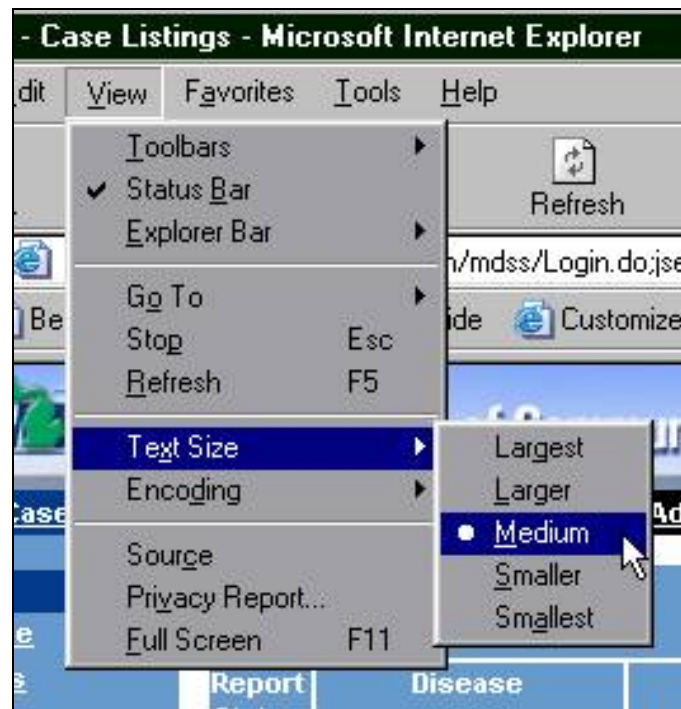 - Case Listings - Microsoft Internet Explorer
dit View Favorites Tools Help
Toolbars
Status Bar
Explorer Bar
Refresh
n/mdss/Login.do;jse
Go To
Stop Esc
Refresh F5
Be
ide Customize
Text Size
Encoding
Source
Privacy Report...
Full Screen F11
Largest
Larger
Medium
Smaller
Smallest
Case
Ad
e
s
Report
Disease